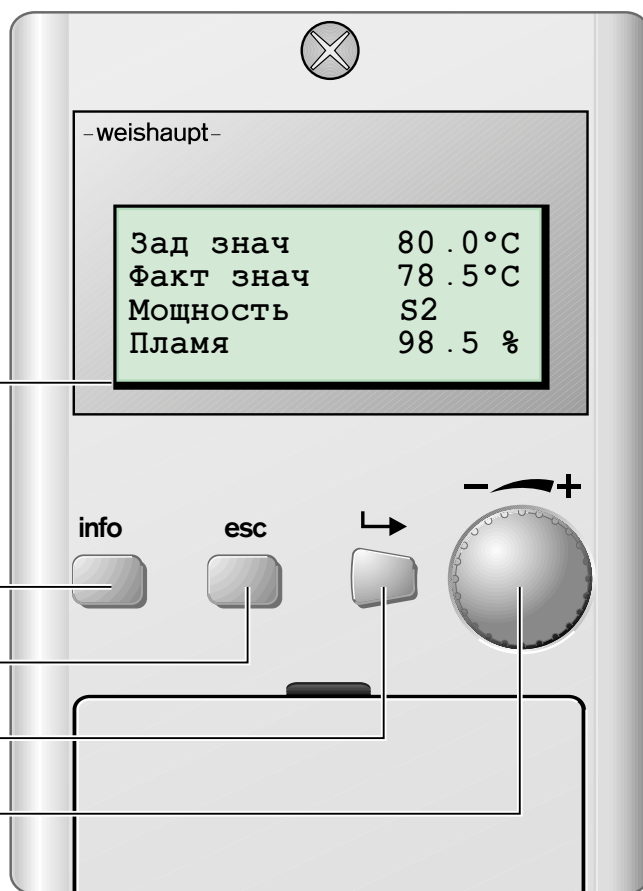 -weishaupt-
Зад знач 80.0°C
Факт знач 78.5°C
Мощность S2
Пламя 98.5 %
- +
info esc